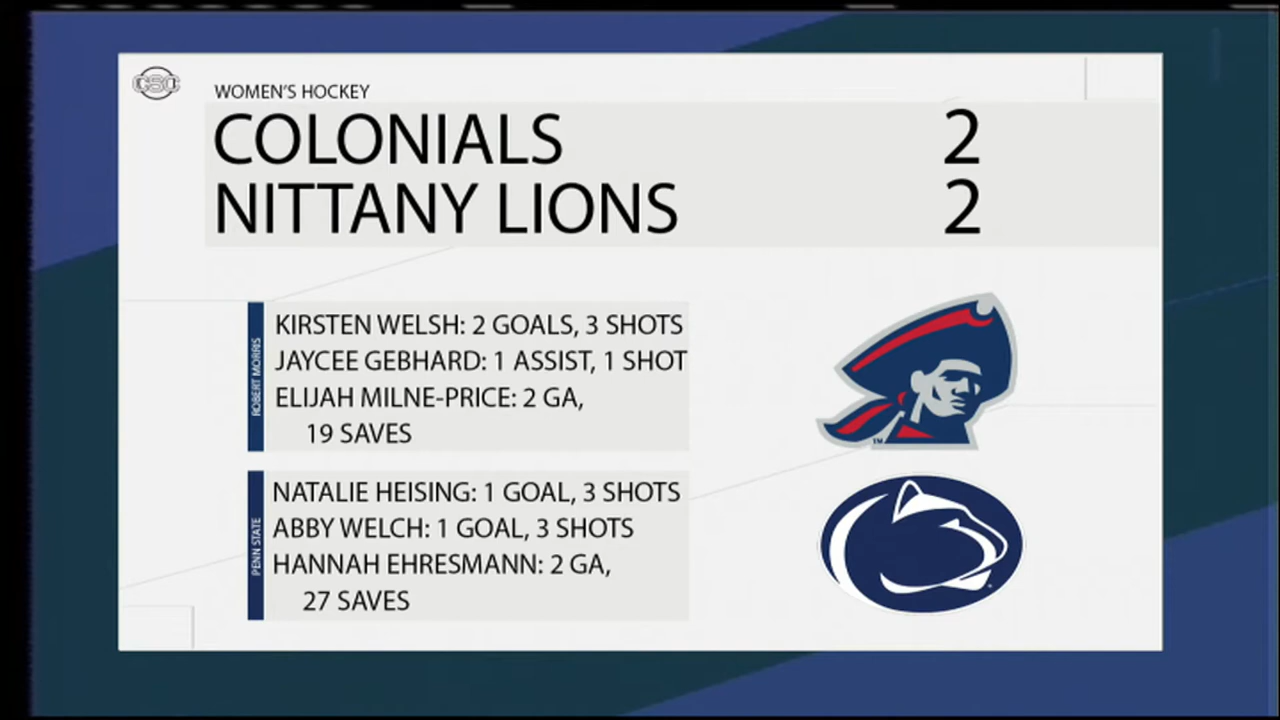 CSC
WOMEN'S HOCKEY
COLONIALS 2
NITTANY LIONS 2
ROBERT MORRIS
KIRSTEN WELSH: 2 GOALS, 3 SHOTS
JAYCEE GEBHARD: 1 ASSIST, 1 SHOT
ELIJAH MILNE-PRICE: 2 GA,
19 SAVES
TM
PENN STATE
NATALIE HEISING: 1 GOAL, 3 SHOTS
ABBY WELCH: 1 GOAL, 3 SHOTS
HANNAH EHRESMANN: 2 GA,
27 SAVES